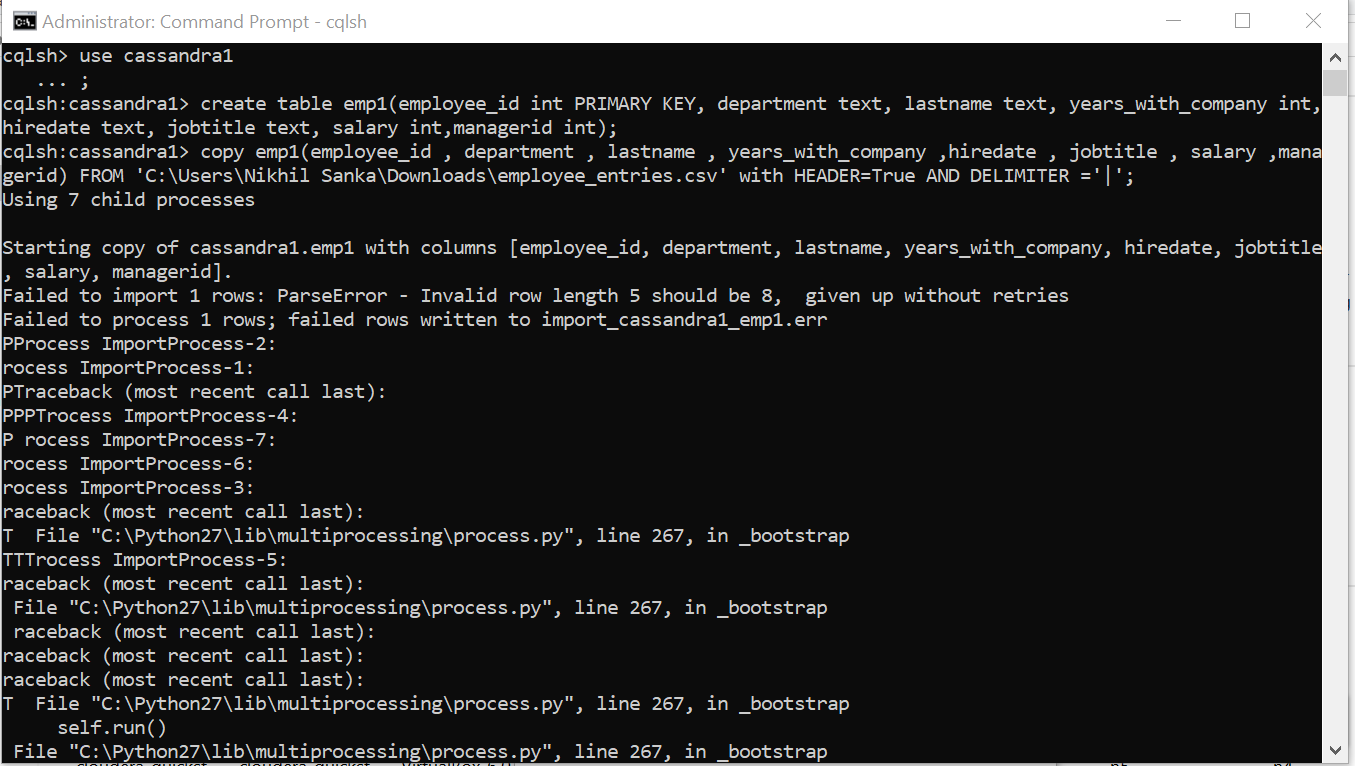 Administrator: Command Prompt - cqlsh
cqlsh> use cassandra1
   ... ;
cqlsh:cassandra1> create table emp1(employee_id int PRIMARY KEY, department text, lastname text, years_with_company int,
hiredate text, jobtitle text, salary int,managerid int);
cqlsh:cassandra1> copy emp1(employee_id , department , lastname , years_with_company ,hiredate , jobtitle , salary ,mana
gerid) FROM 'C:\Users\Nikhil Sanka\Downloads\employee_entries.csv' with HEADER=True AND DELIMITER ='|';
Using 7 child processes

Starting copy of cassandra1.emp1 with columns [employee_id, department, lastname, years_with_company, hiredate, jobtitle
, salary, managerid].
Failed to import 1 rows: ParseError - Invalid row length 5 should be 8,  given up without retries
Failed to process 1 rows; failed rows written to import_cassandra1_emp1.err
PProcess ImportProcess-2:
rocess ImportProcess-1:
PTraceback (most recent call last):
PPPTrocess ImportProcess-4:
P rocess ImportProcess-7:
rocess ImportProcess-6:
rocess ImportProcess-3:
raceback (most recent call last):
T  File "C:\Python27\lib\multiprocessing\process.py", line 267, in _bootstrap
TTTrocess ImportProcess-5:
raceback (most recent call last):
 File "C:\Python27\lib\multiprocessing\process.py", line 267, in _bootstrap
 raceback (most recent call last):
raceback (most recent call last):
raceback (most recent call last):
T  File "C:\Python27\lib\multiprocessing\process.py", line 267, in _bootstrap
     self.run()
 File "C:\Python27\lib\multiprocessing\process.py", line 267, in _bootstrap